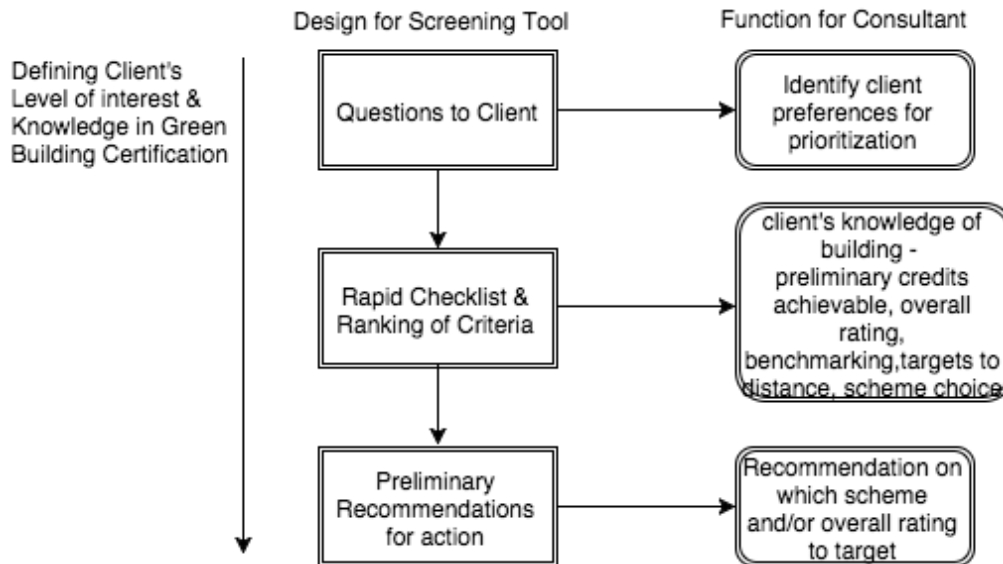 Design for Screening Tool
Function for Consultant
Defining Client's
Level of interest &
Knowledge in Green
Building Certification
Questions to Client
Identify client
preferences for
prioritization
Rapid Checklist &
Ranking of Criteria
client's knowledge of
building -
preliminary credits
achievable, overall
rating,
benchmarking,targets to
distance, scheme choice
Preliminary
Recommendations
for action
Recommendation on
which scheme
and/or overall rating
to target